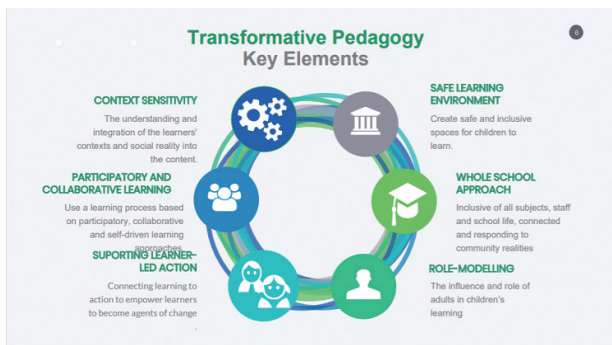 Transformative Pedagogy
Key Elements
6
CONTEXT SENSITIVITY
The understanding and
integration of the learners'
contexts and social reality into
the content.
PARTICIPATORY AND
COLLABORATIVE LEARNING
Use a learning process based
on participatory, collaborative
and self-driven learning
approaches.
SUPORTING LEARNER-
LED ACTION
Connecting learning to
action to empower learners
to become agents of change
.
SAFE LEARNING
ENVIRONMENT
Create safe and inclusive
spaces for children to
learn.
WHOLE SCHOOL
APPROACH
Inclusive of all subjects, staff
and school life, connected
and responding to
community realities
ROLE-MODELLING
The influence and role of
adults in children's
learning